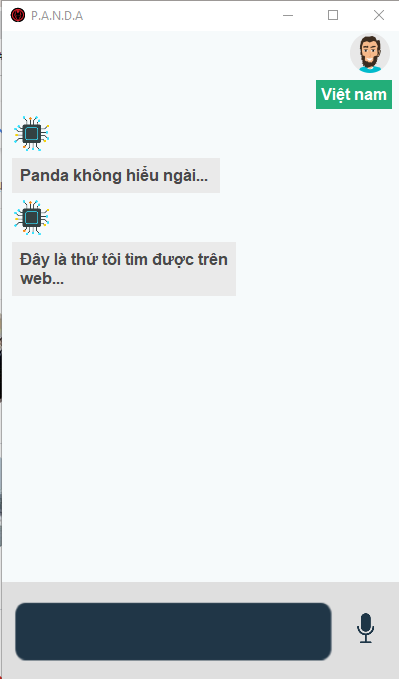 P.A.N.D.A
Việt nam
Panda không hiểu ngài...
Đây là thứ tôi tìm được trên
web...